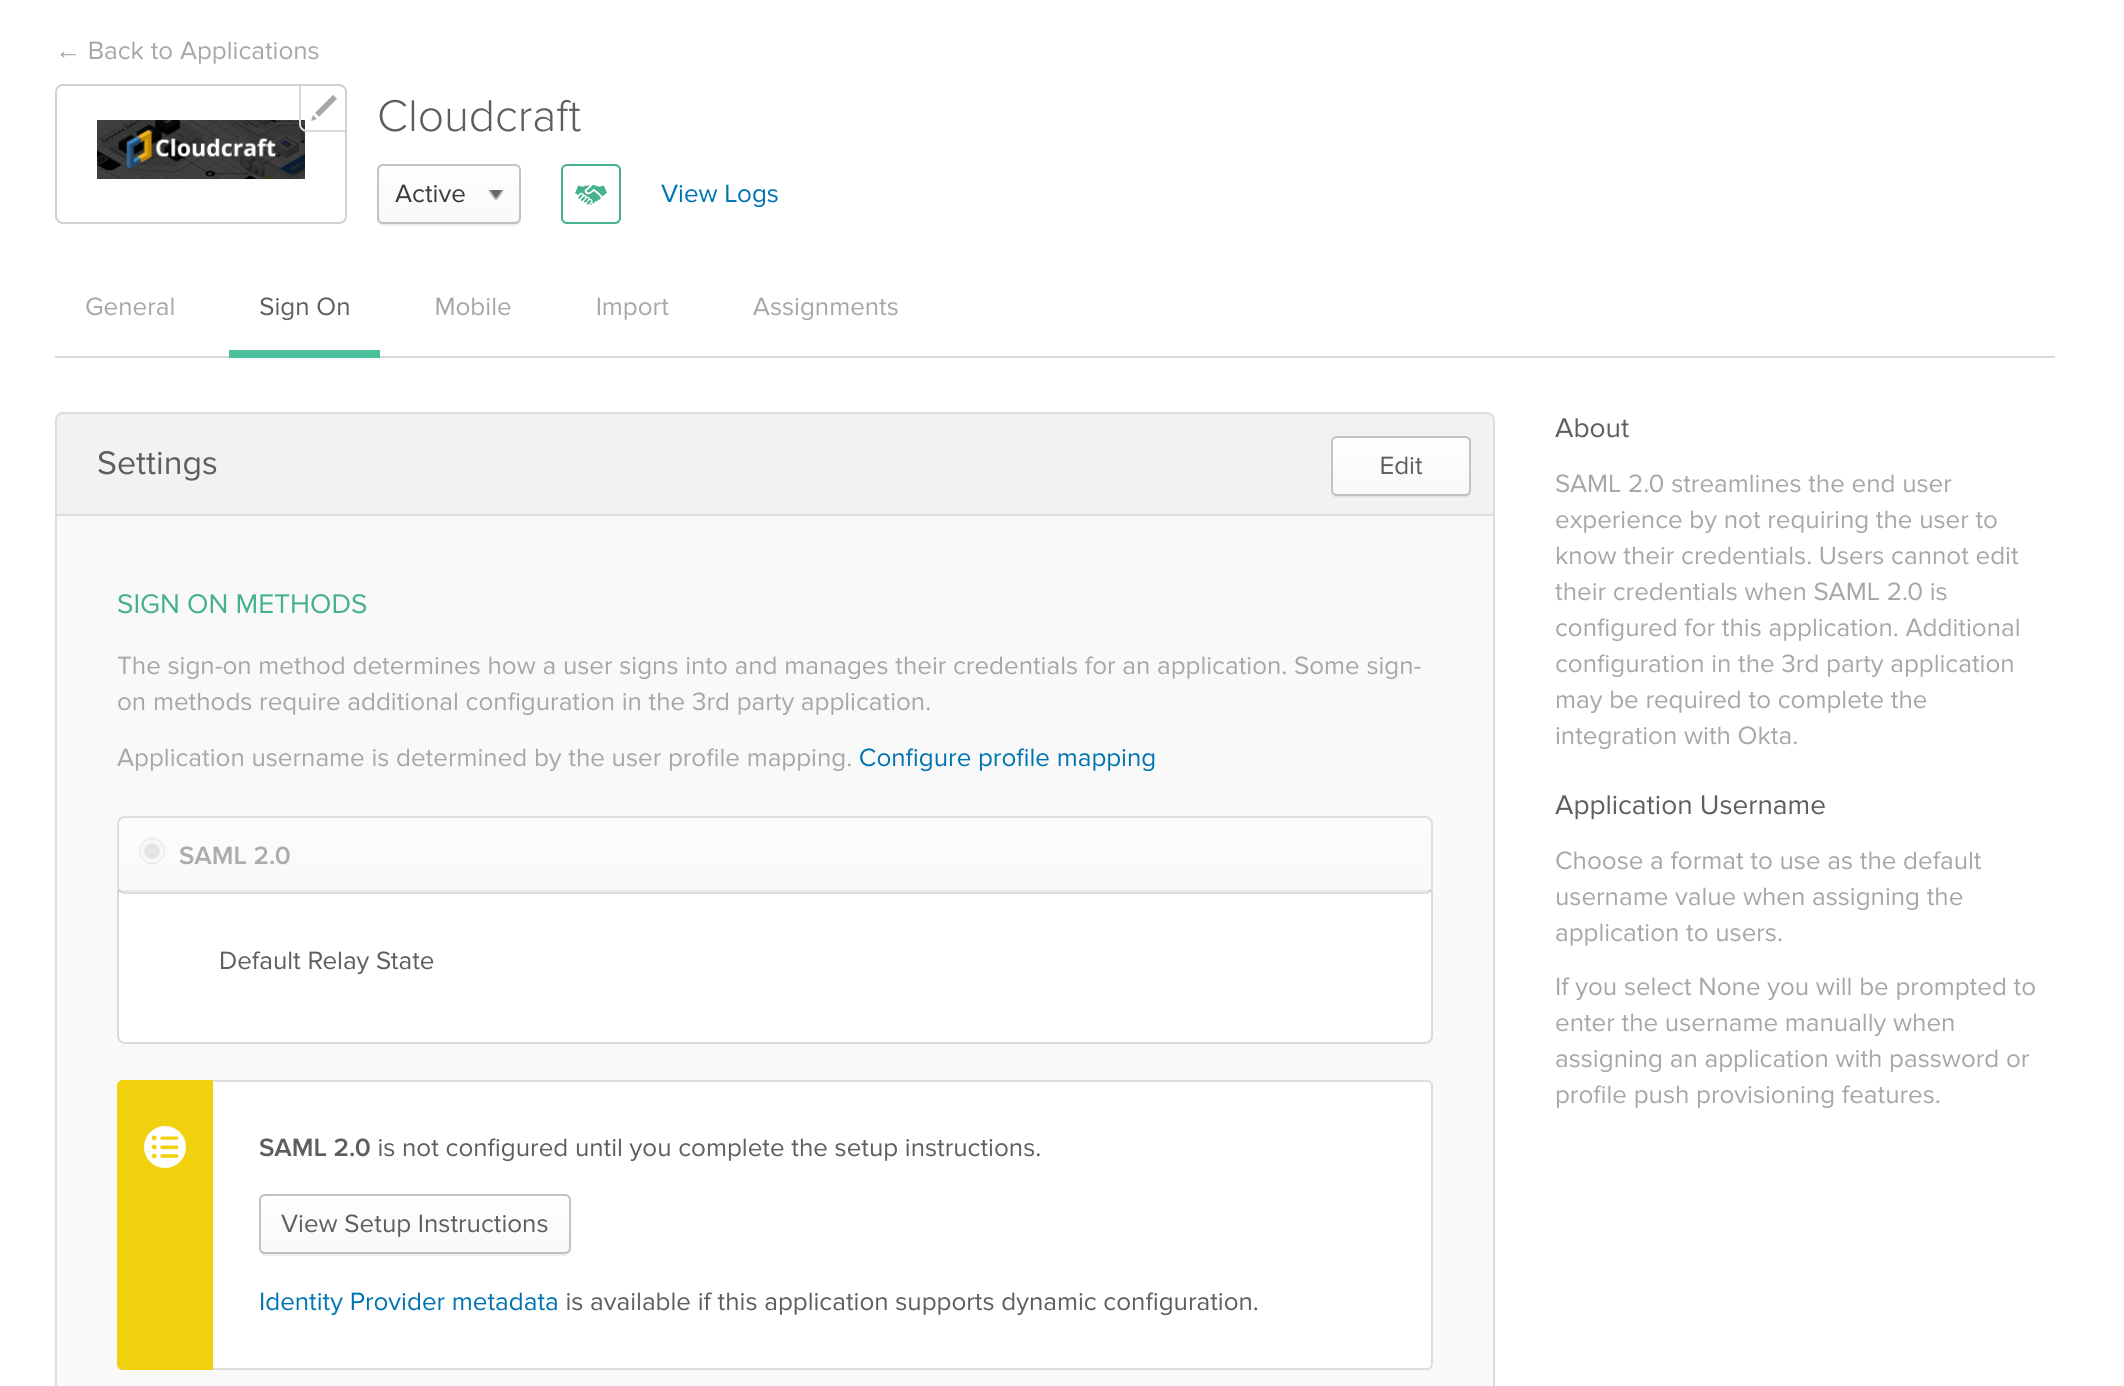 ← Back to Applications
Cloudcraft
Cloudcraft
Active
View Logs
General
Sign On
Mobile
Import
Assignments
Settings
Edit
SIGN ON METHODS
The sign-on method determines how a user signs into and manages their credentials for an application. Some sign-
on methods require additional configuration in the 3rd party application.
Application username is determined by the user profile mapping. Configure profile mapping
SAML 2.0
Default Relay State
SAML 2.0 is not configured until you complete the setup instructions.
View Setup Instructions
Identity Provider metadata is available if this application supports dynamic configuration.
About
SAML 2.0 streamlines the end user
experience by not requiring the user to
know their credentials. Users cannot edit
their credentials when SAML 2.0 is
configured for this application. Additional
configuration in the 3rd party application
may be required to complete the
integration with Okta.
Application Username
Choose a format to use as the default
username value when assigning the
application to users.
If you select None you will be prompted to
enter the username manually when
assigning an application with password or
profile push provisioning features.